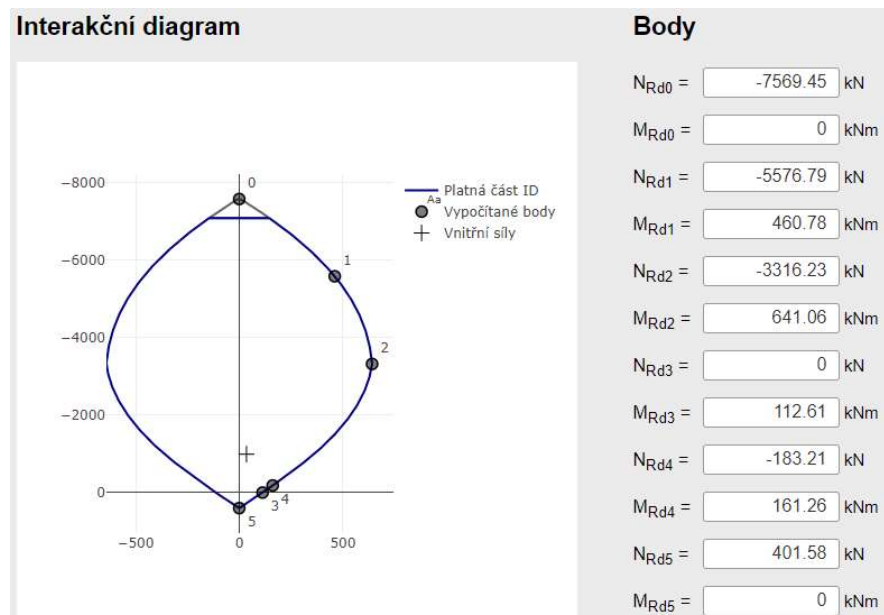 Interakční diagram
−8000
−6000
−4000
−2000
0
−500
0
500
0
1
2
3
4
5
Platná část ID
Aa
Vypočítané body
Vnitřní síly
Body
NRd0 = -7569.45 kN
MRd0 = 0 kNm
NRd1 = -5576.79 kN
MRd1 = 460.78 kNm
NRd2 = -3316.23 kN
MRd2 = 641.06 kNm
NRd3 = 0 kN
MRd3 = 112.61 kNm
NRd4 = -183.21 kN
MRd4 = 161.26 kNm
NRd5 = 401.58 kN
MRd5 = 0 kNm